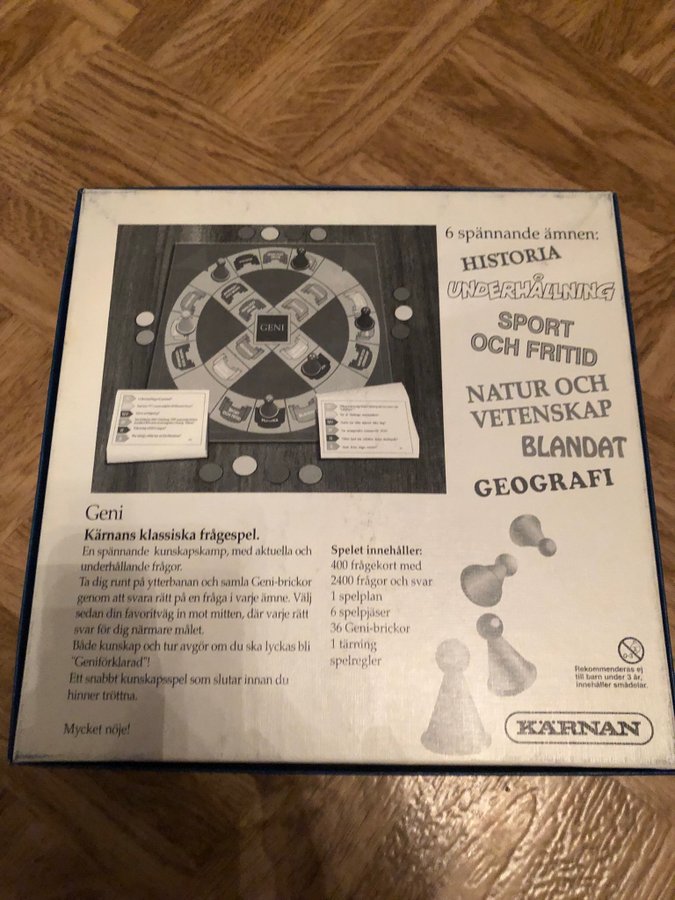 6 spännande ämnen:
HISTORIA
UNDERHÅLLNING
SPORT
OCH FRITID
NATUR OCH
VETENSKAP
BLANDAT
GEOGRAFI
GENI
Geni
Kärnans klassiska frågespel.
En spännande kunskapskamp, med aktuella och
underhållande frågor.
Ta dig runt på ytterbanan och samla Geni-brickor
genom att svara rätt på en fråga i varje ämne. Välj
sedan din favoritväg in mot mitten, där varje rätt
svar för dig närmare målet.
Både kunskap och tur avgör om du ska lyckas bli
"Geniförklarad"!
Ett snabbt kunskapsspel som slutar innan du
hinner tröttna.
Mycket nöje!
Spelet innehåller:
400 frågekort med
2400 frågor och svar
1 spelplan
6 spelpjäser
36 Geni-brickor
1 tärning
spelregler
0-3
Rekommenderas ej
till barn under 3 år,
innehåller smådelar.
KÄRNAN